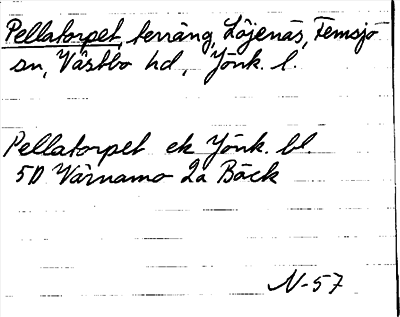 Pellatorpet, terräng, Löjenäs, Femsjö
sn, Västbo hd, Jönk. l.
Pellatorpet ek Jönk. bl
5D Värnamo 2a Bäck
N-57